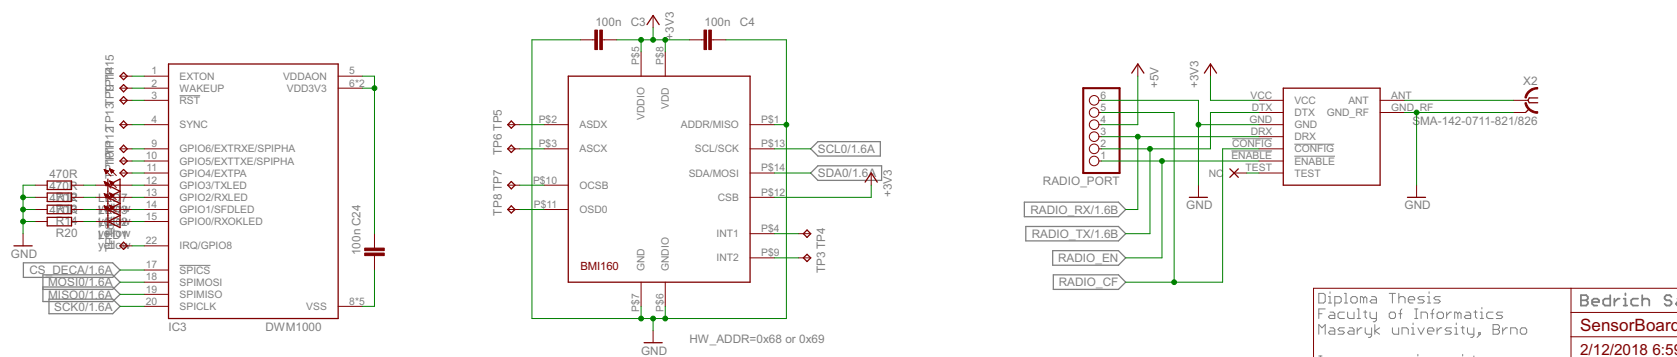 1 EXTON
2 WAKEUP
3 RST
4 SYNC
9 GPIO6/EXTRXE/SPIPHA
10 GPIO5/EXTTXE/SPIPHA
11 GPIO4/EXTPA
12 GPIO3/TXLED
13 GPIO2/RXLED
14 GPIO1/SFDLED
15 GPIO0/RXOKLED
22 IRQ/GPIO8
17 SPICS
18 SPIMOSI
19 SPIMISO
20 SPICLK
VDDAON 5
VDD3V3 6*2
VSS 8*5
IC3 DWM1000
470R
R20
GND
CS_DECA/1.6A
MOSI0/1.6A
MISO0/1.6A
SCK0/1.6A
100n C24
100n C3
+3V3
100n C4
P$5
P$8
VDDIO
VDD
TP6 TP5
P$2 ASDX
P$3 ASCX
TP8 TP7
P$10 OCSB
P$11 OSD0
ADDR/MISO P$1
SCL/SCK P$13
SCL0/1.6A
SDA/MOSI P$14
SDA0/1.6A
CSB P$12
+3V3
INT1 P$4
INT2 P$9
TP3 TP4
BMI160
GND
GNDIO
P$7
P$6
GND
HW_ADDR=0x68 or 0x69
6
5
4
3
2
1
RADIO_PORT
+5V
+3V3
RADIO_RX/1.6B
RADIO_TX/1.6B
RADIO_EN
RADIO_CF
GND
VCC VCC
DTX DTX
GND GND
DRX DRX
CONFIG CONFIG
ENABLE ENABLE
NC TEST TEST
ANT ANT
GND_RF GND_RF
X2
SMA-142-0711-821/826
GND
Diploma Thesis
Faculty of Informatics
Masaryk university, Brno
Bedrich Sa
SensorBoard
2/12/2018 6:59